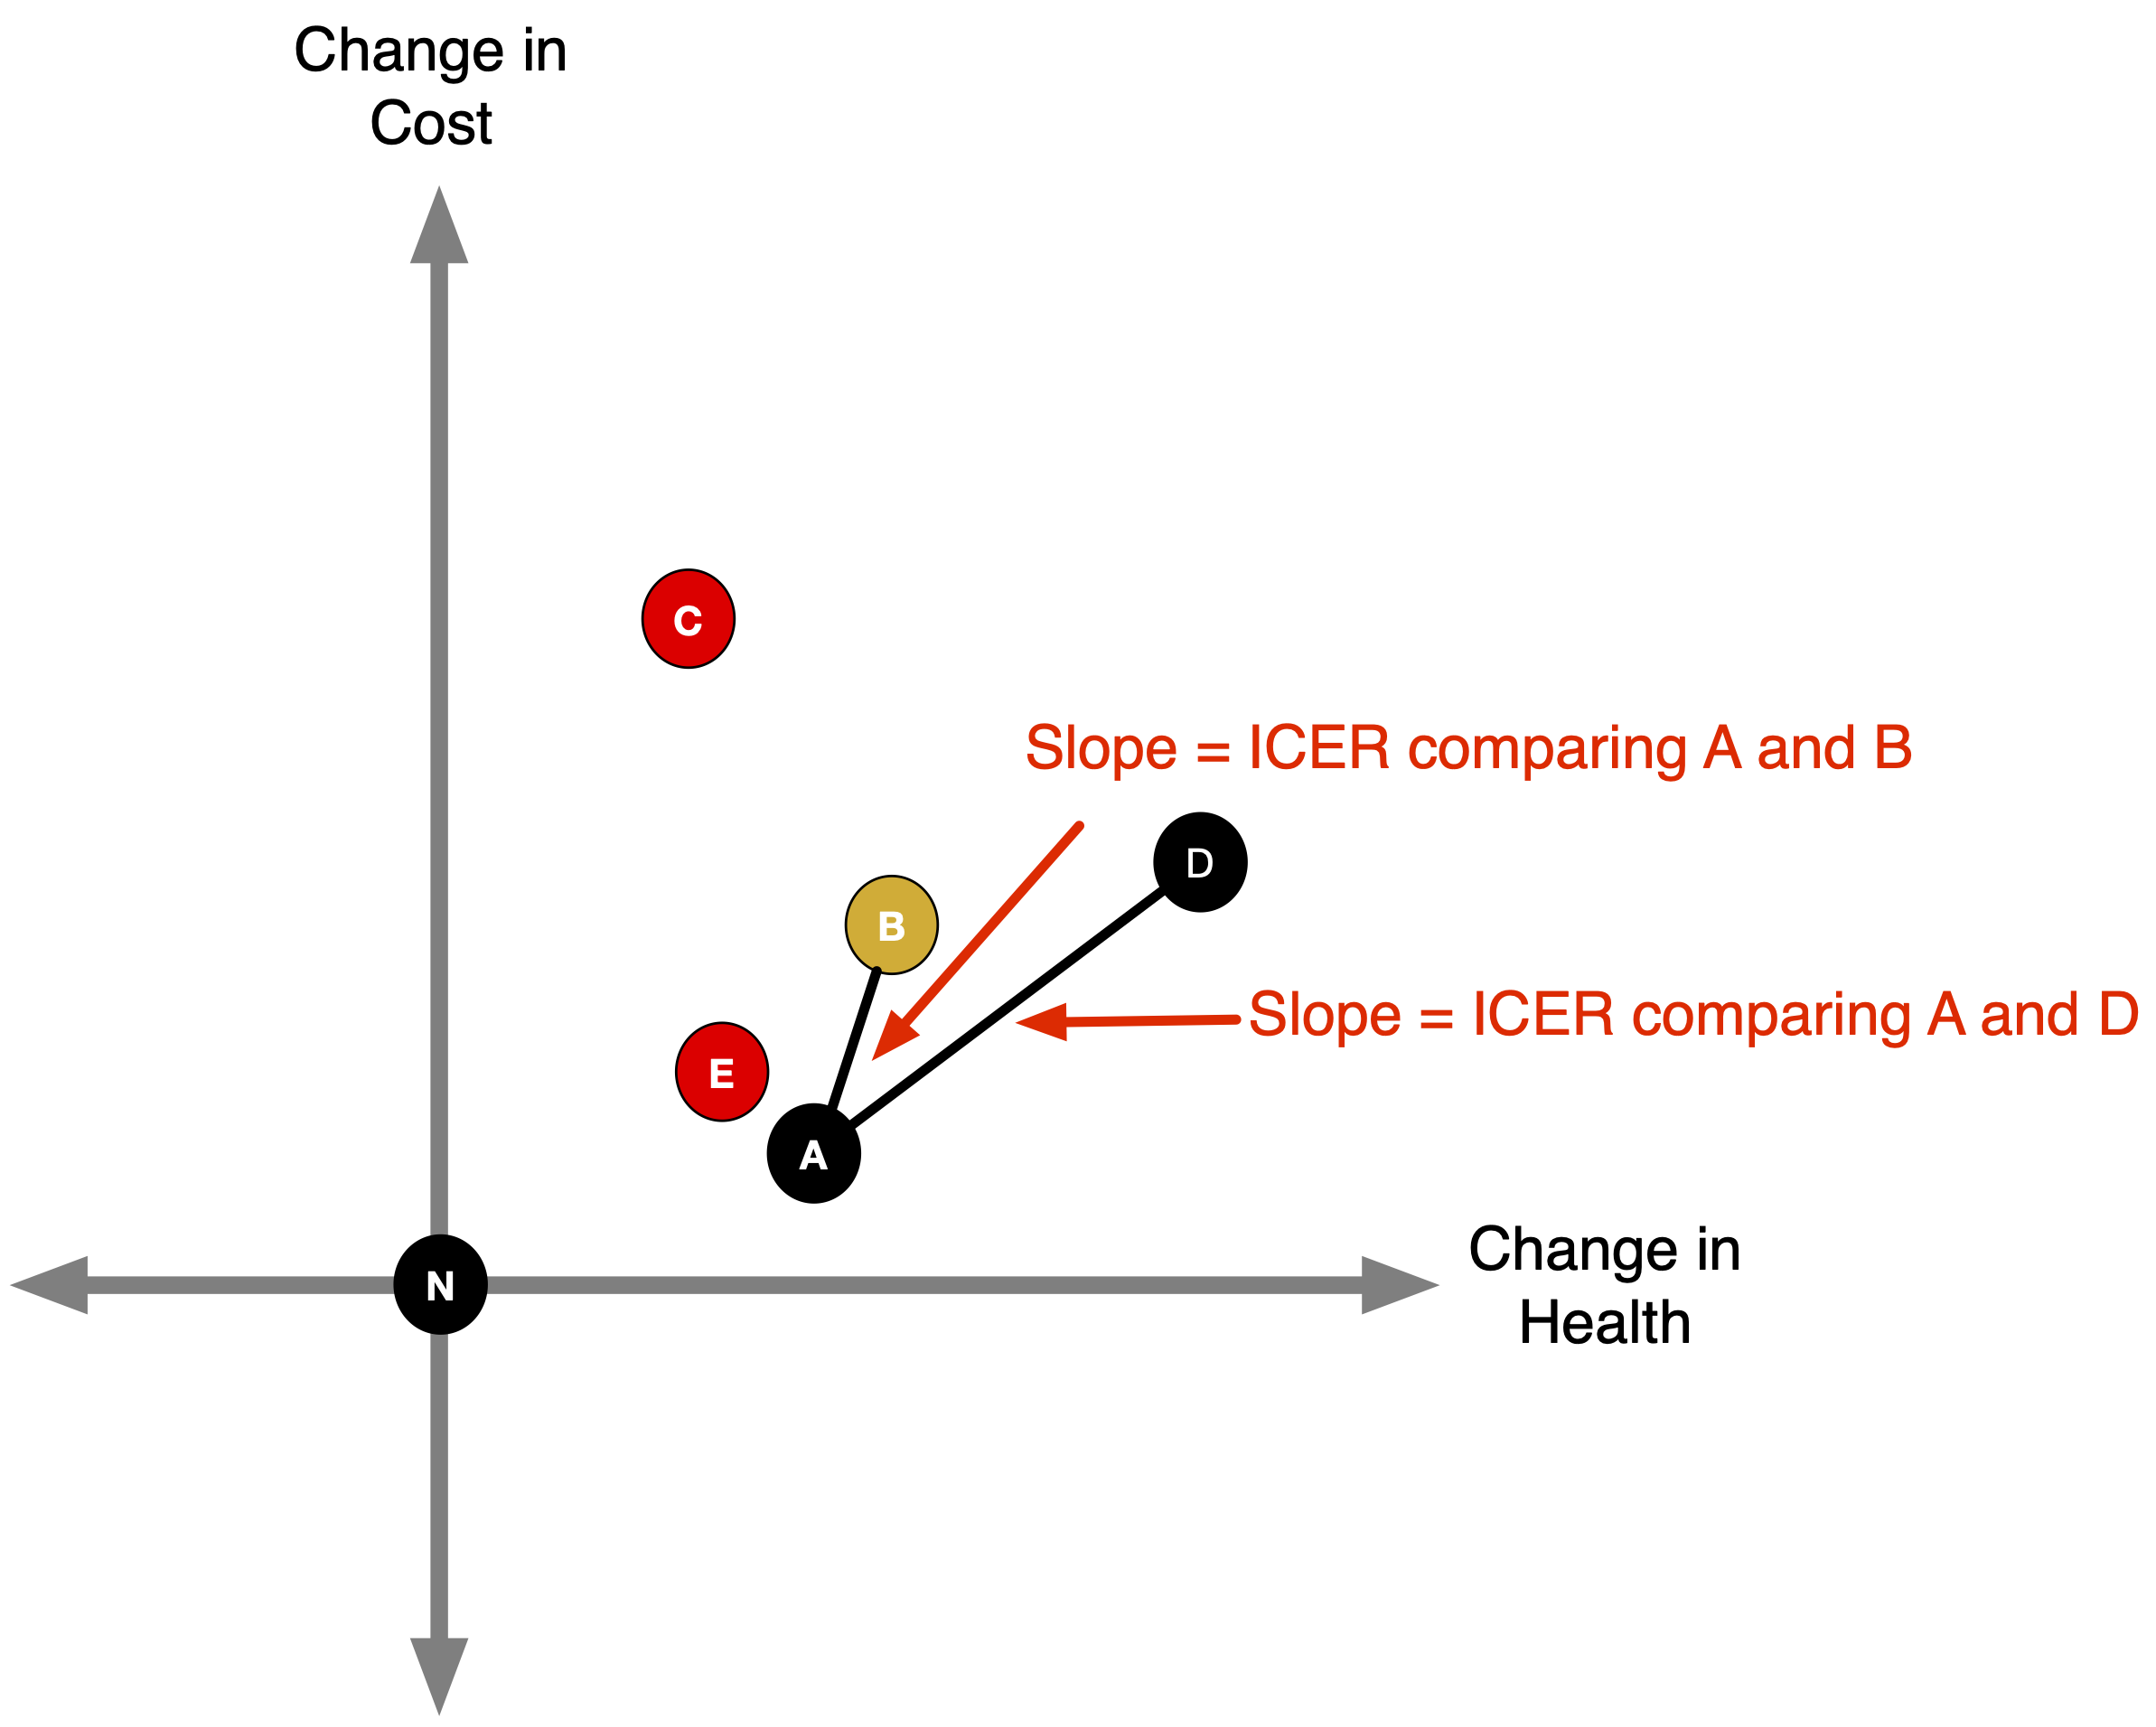 Change in
Cost
C
Slope = ICER comparing A and B
D
B
Slope = ICER comparing A and D
E
A
Change in
Health
N